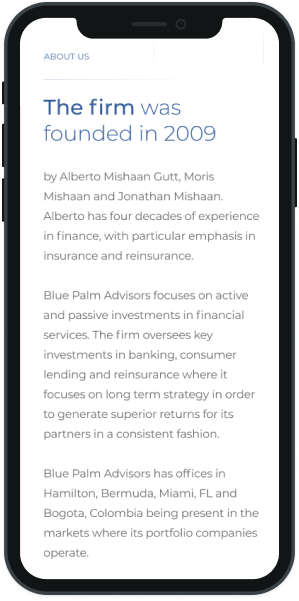 ABOUT US
The firm was
founded in 2009
by Alberto Mishaan Gutt, Moris
Mishaan and Jonathan Mishaan.
Alberto has four decades of experience
in finance, with particular emphasis in
insurance and reinsurance.
Blue Palm Advisors focuses on active
and passive investments in financial
services. The firm oversees key
investments in banking, consumer
lending and reinsurance where it
focuses on long term strategy in order
to generate superior returns for its
partners in a consistent fashion.
Blue Palm Advisors has offices in
Hamilton, Bermuda, Miami, FL and
Bogota, Colombia being present in the
markets where its portfolio companies
operate.